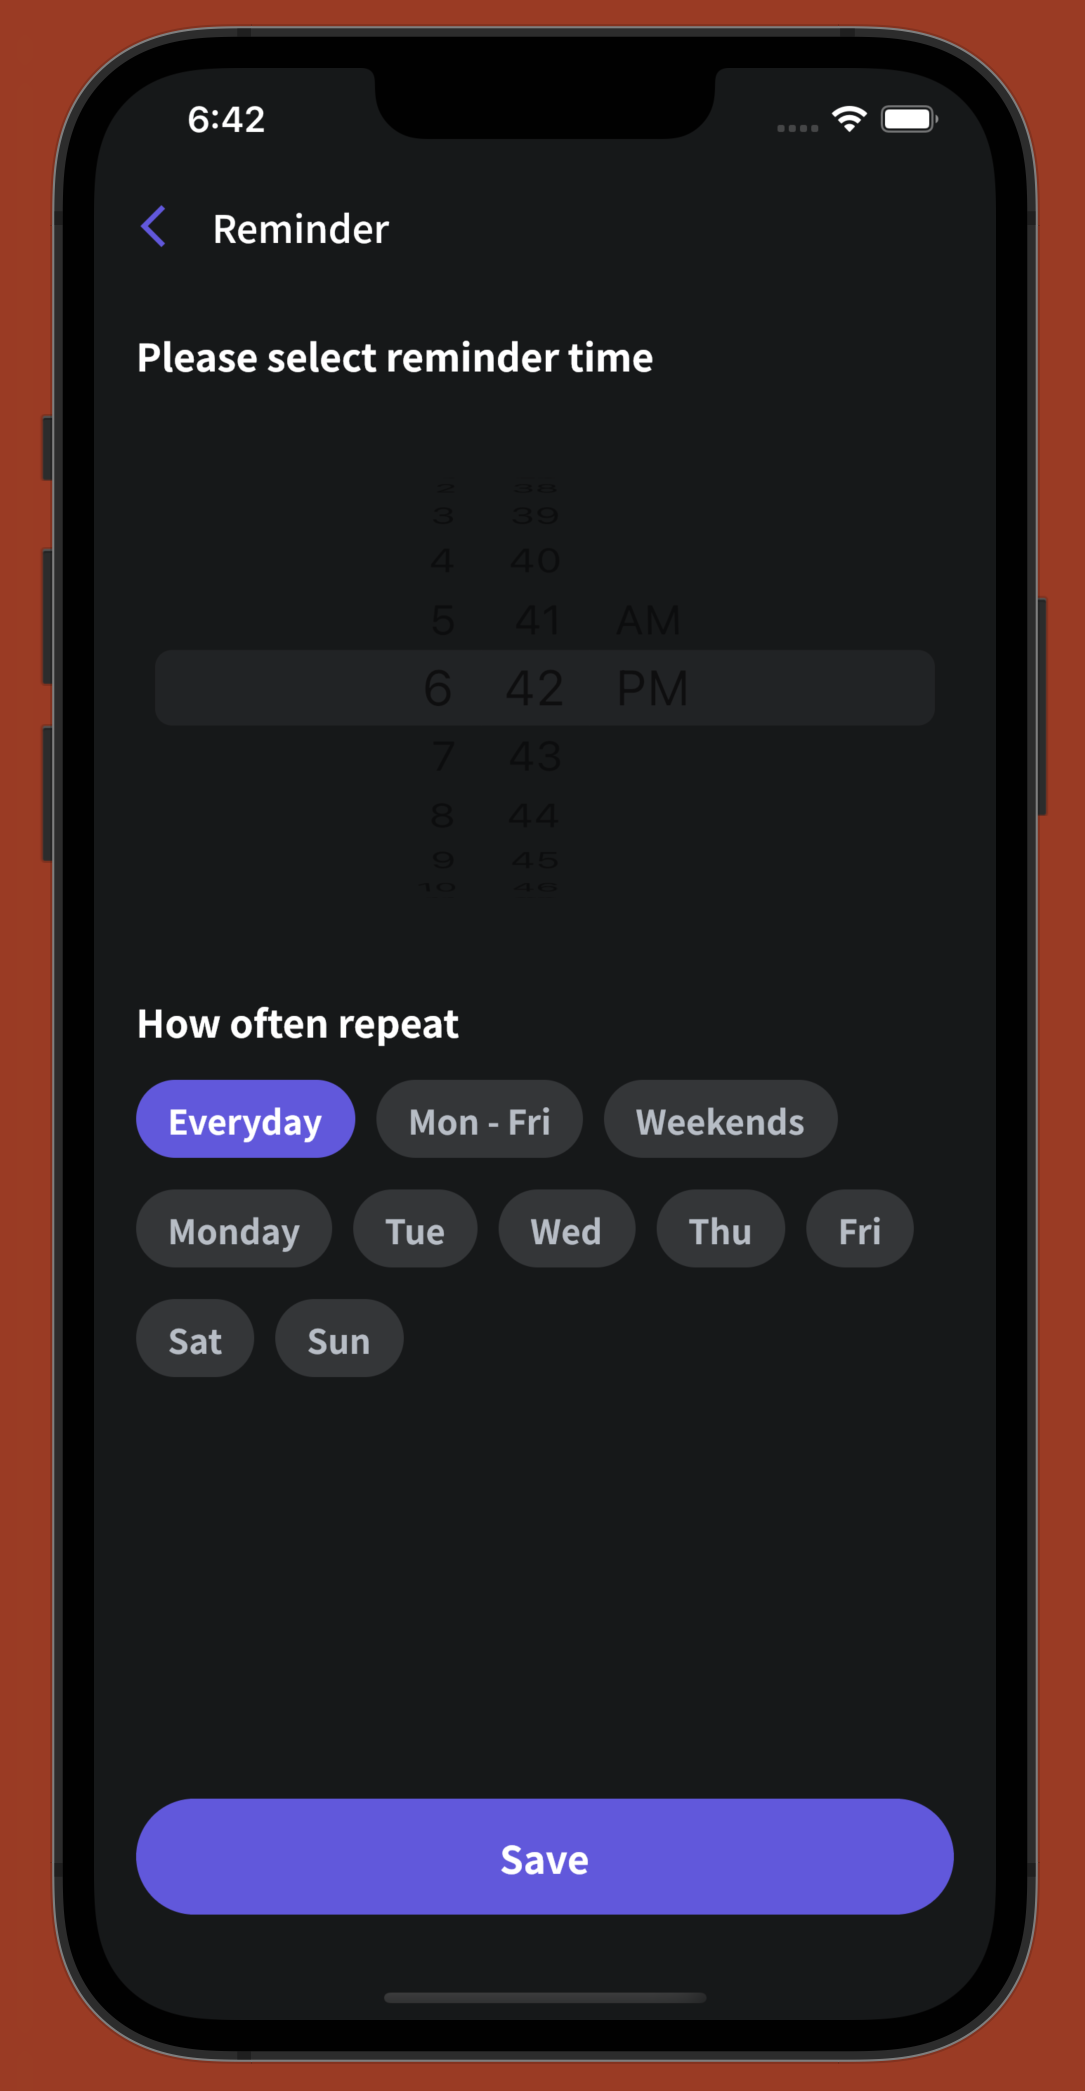 6:42
Reminder
Please select reminder time
2 38
3 39
4 40
5 41 AM
6 42 PM
7 43
8 44
9 45
10 46
How often repeat
Everyday Mon - Fri Weekends
Monday Tue Wed Thu Fri
Sat Sun
Save